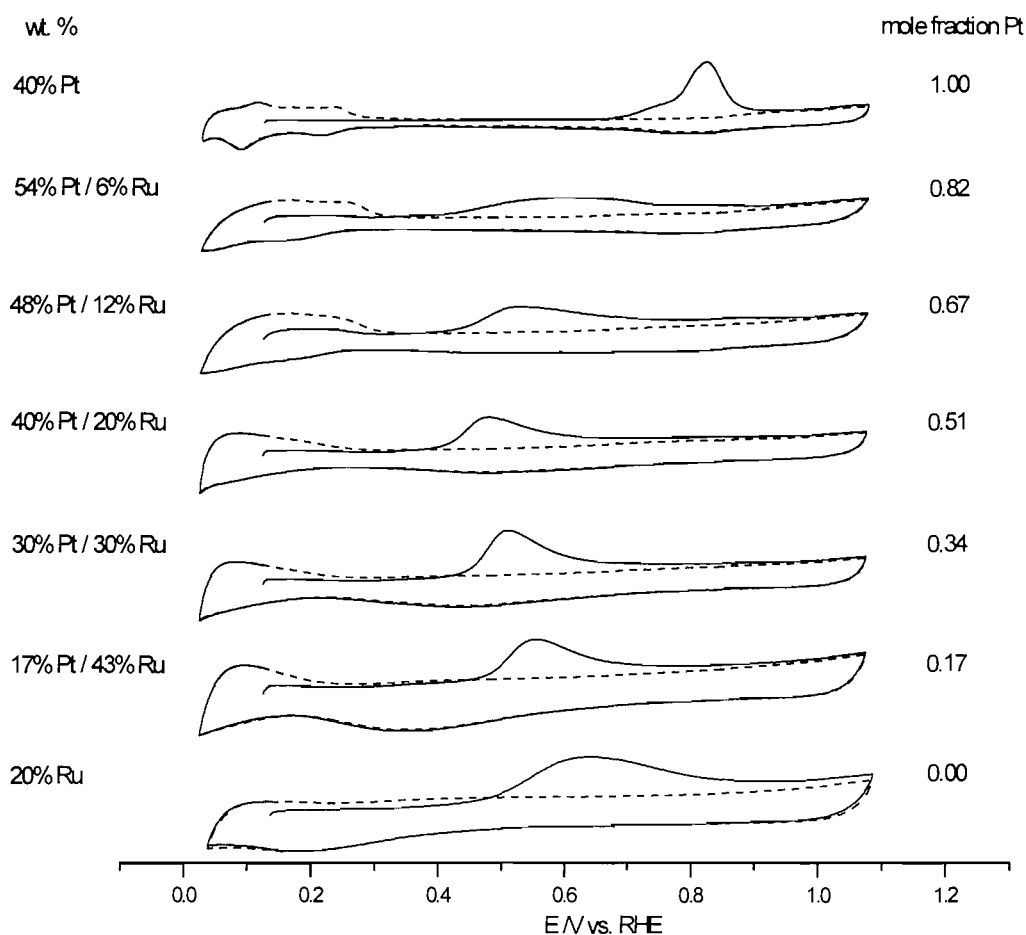 wt. % mole fraction Pt
40% Pt 1.00
54% Pt / 6% Ru 0.82
48% Pt / 12% Ru 0.67
40% Pt / 20% Ru 0.51
30% Pt / 30% Ru 0.34
17% Pt / 43% Ru 0.17
20% Ru 0.00
0.0 0.2 0.4 0.6 0.8 1.0 1.2
E /V vs. RHE